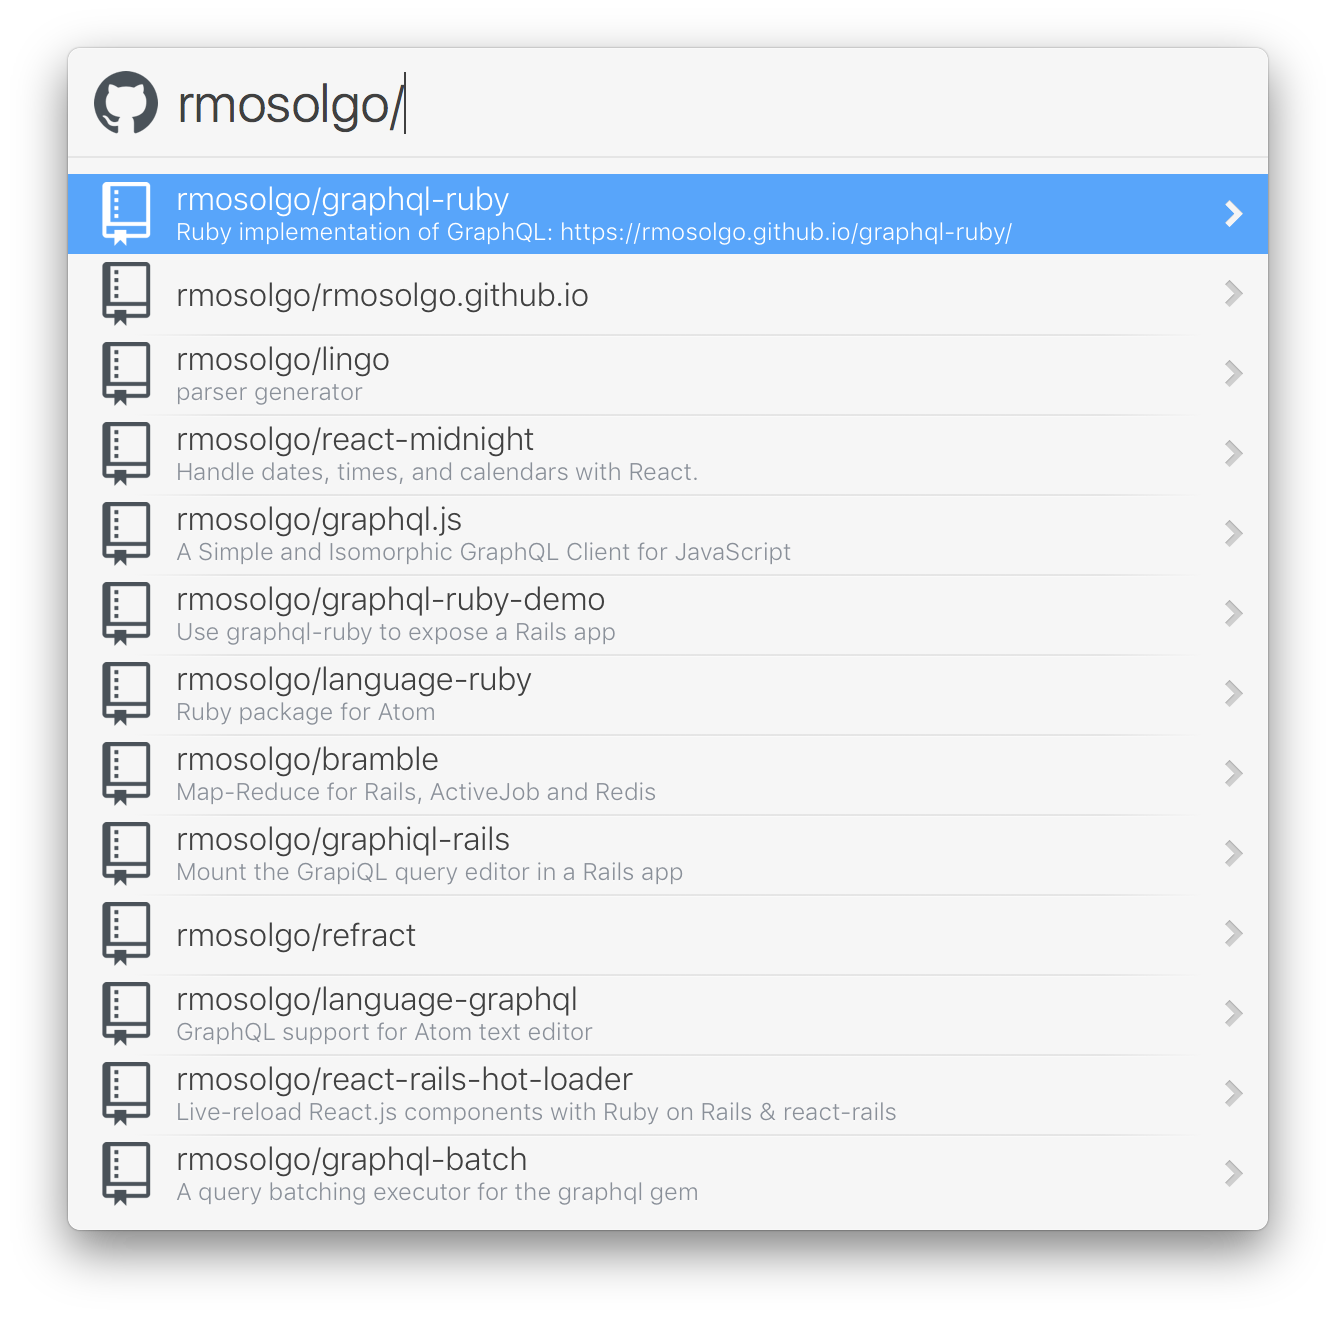 rmosolgo/
rmosolgo/graphql-ruby
Ruby implementation of GraphQL: https://rmosolgo.github.io/graphql-ruby/
rmosolgo/rmosolgo.github.io
rmosolgo/lingo
parser generator
rmosolgo/react-midnight
Handle dates, times, and calendars with React.
rmosolgo/graphql.js
A Simple and Isomorphic GraphQL Client for JavaScript
rmosolgo/graphql-ruby-demo
Use graphql-ruby to expose a Rails app
rmosolgo/language-ruby
Ruby package for Atom
rmosolgo/bramble
Map-Reduce for Rails, ActiveJob and Redis
rmosolgo/graphiql-rails
Mount the GrapiQL query editor in a Rails app
rmosolgo/refract
rmosolgo/language-graphql
GraphQL support for Atom text editor
rmosolgo/react-rails-hot-loader
Live-reload React.js components with Ruby on Rails & react-rails
rmosolgo/graphql-batch
A query batching executor for the graphql gem